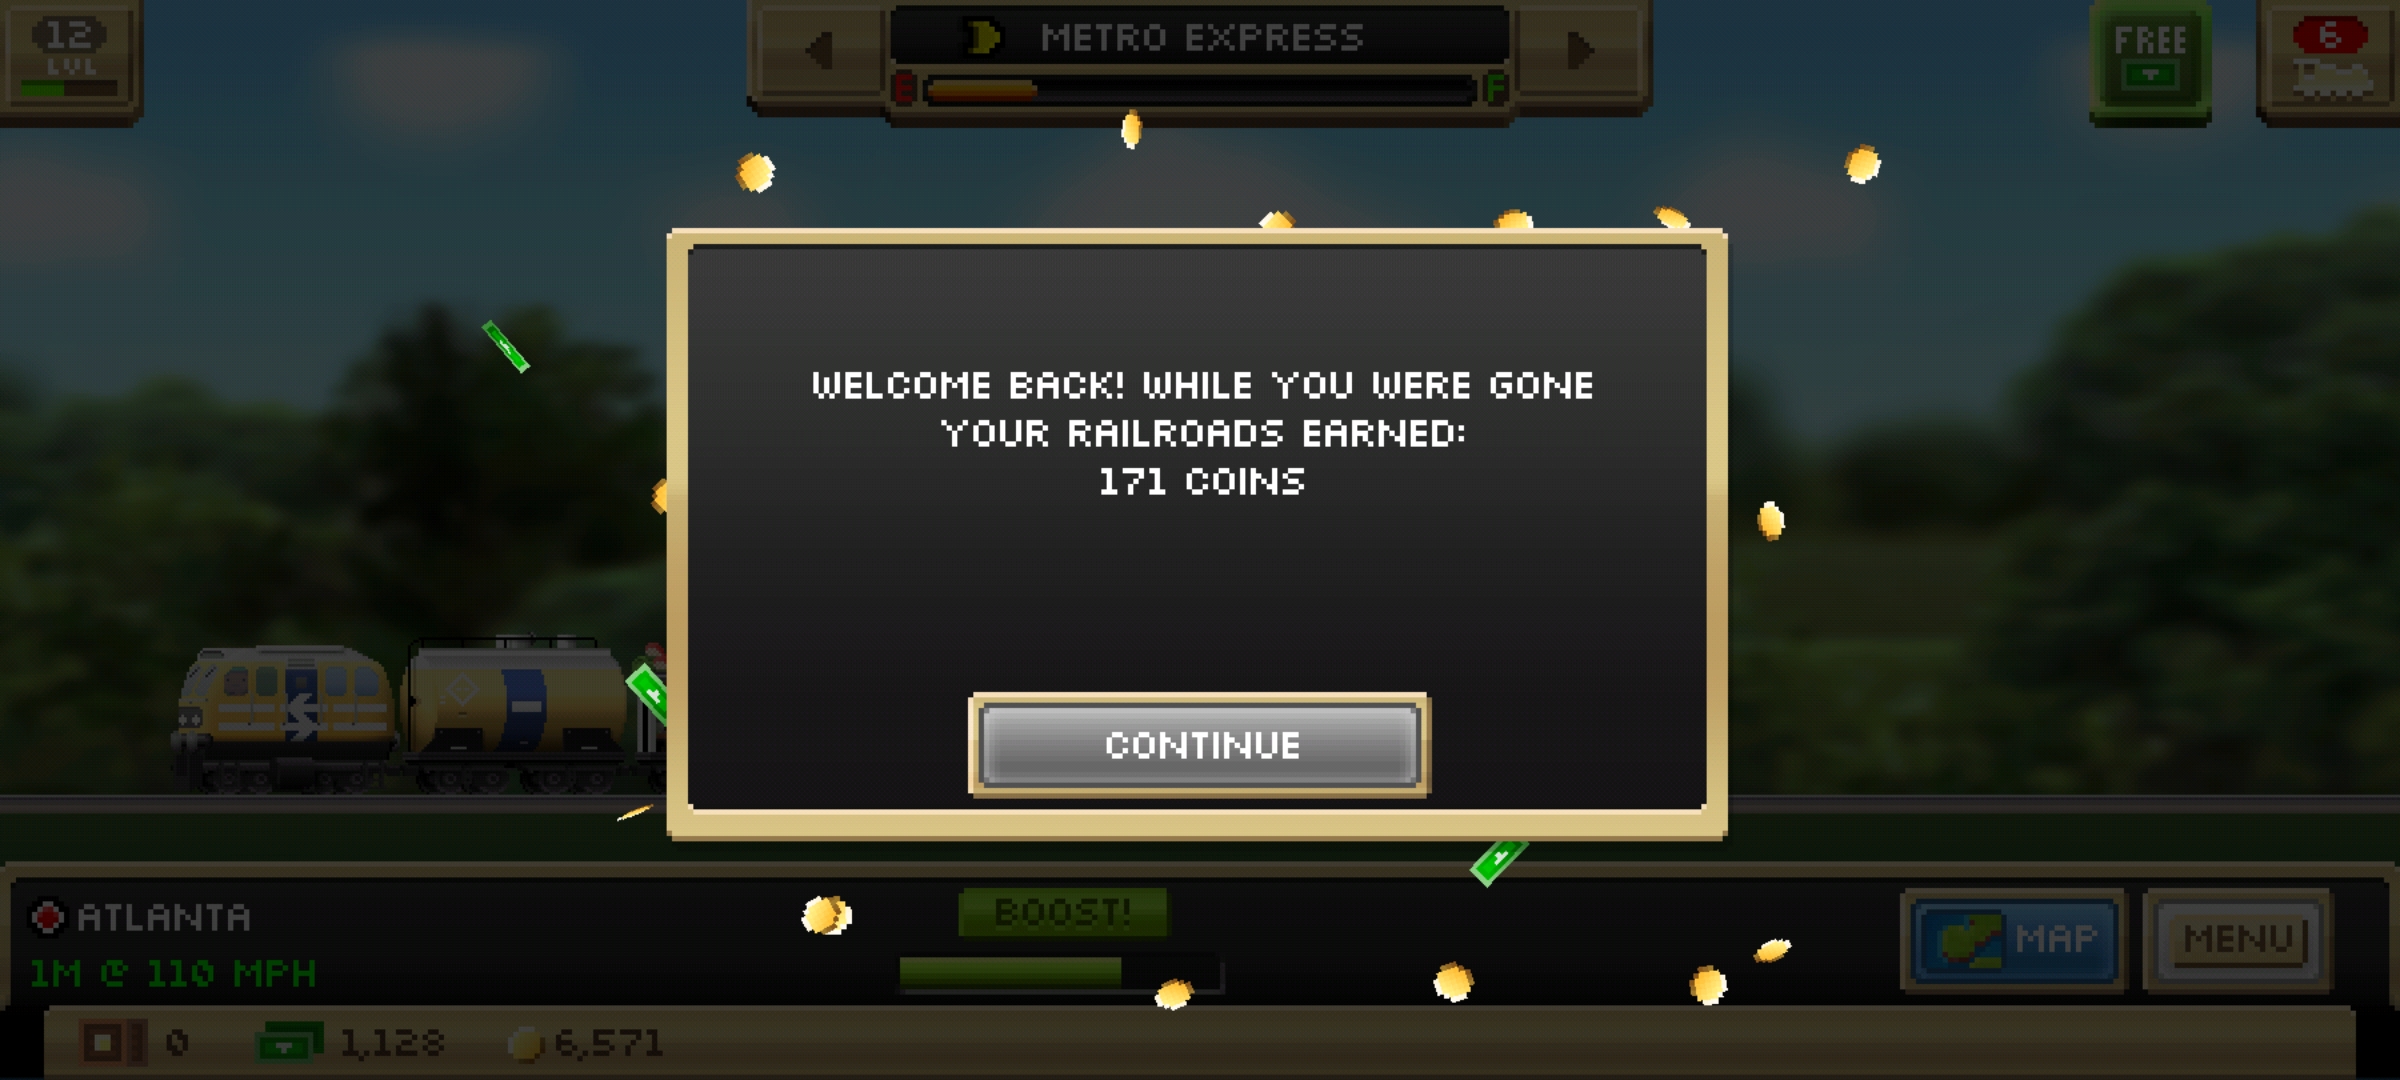 12
LVL
METRO EXPRESS
E F
FREE
6
WELCOME BACK! WHILE YOU WERE GONE
YOUR RAILROADS EARNED:
171 COINS
CONTINUE
ATLANTA
1M @ 110 MPH
BOOST!
MAP
MENU
0 1,128 6,571